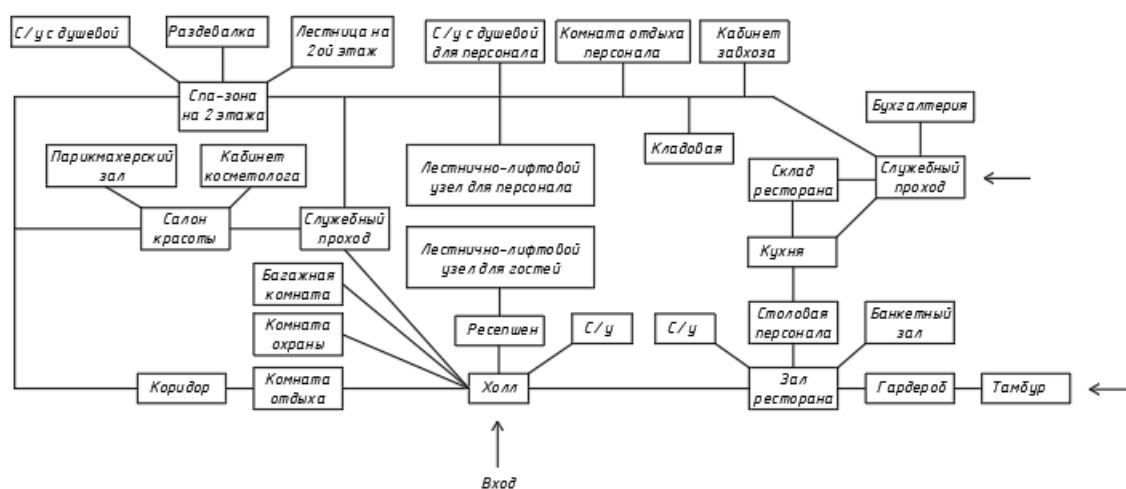 С/у с душевой
Раздевалка
Лестница на
2ой этаж
С/у с душевой
для персонала
Комната отдыха
персонала
Кабинет
завхоза
Спа-зона
на 2 этажа
Бухгалтерия
Кладовая
Парикмахерский
зал
Кабинет
косметолога
Лестнично-лифтовой
узел для персонала
Склад
ресторана
Служебный
проход
Салон
красоты
Служебный
проход
Лестнично-лифтовой
узел для гостей
Кухня
Багажная
комната
Комната
охраны
Ресепшен
С/у
С/у
Столовая
персонала
Банкетный
зал
Коридор
Комната
отдыха
Холл
Зал
ресторана
Гардероб
Тамбур
Вход